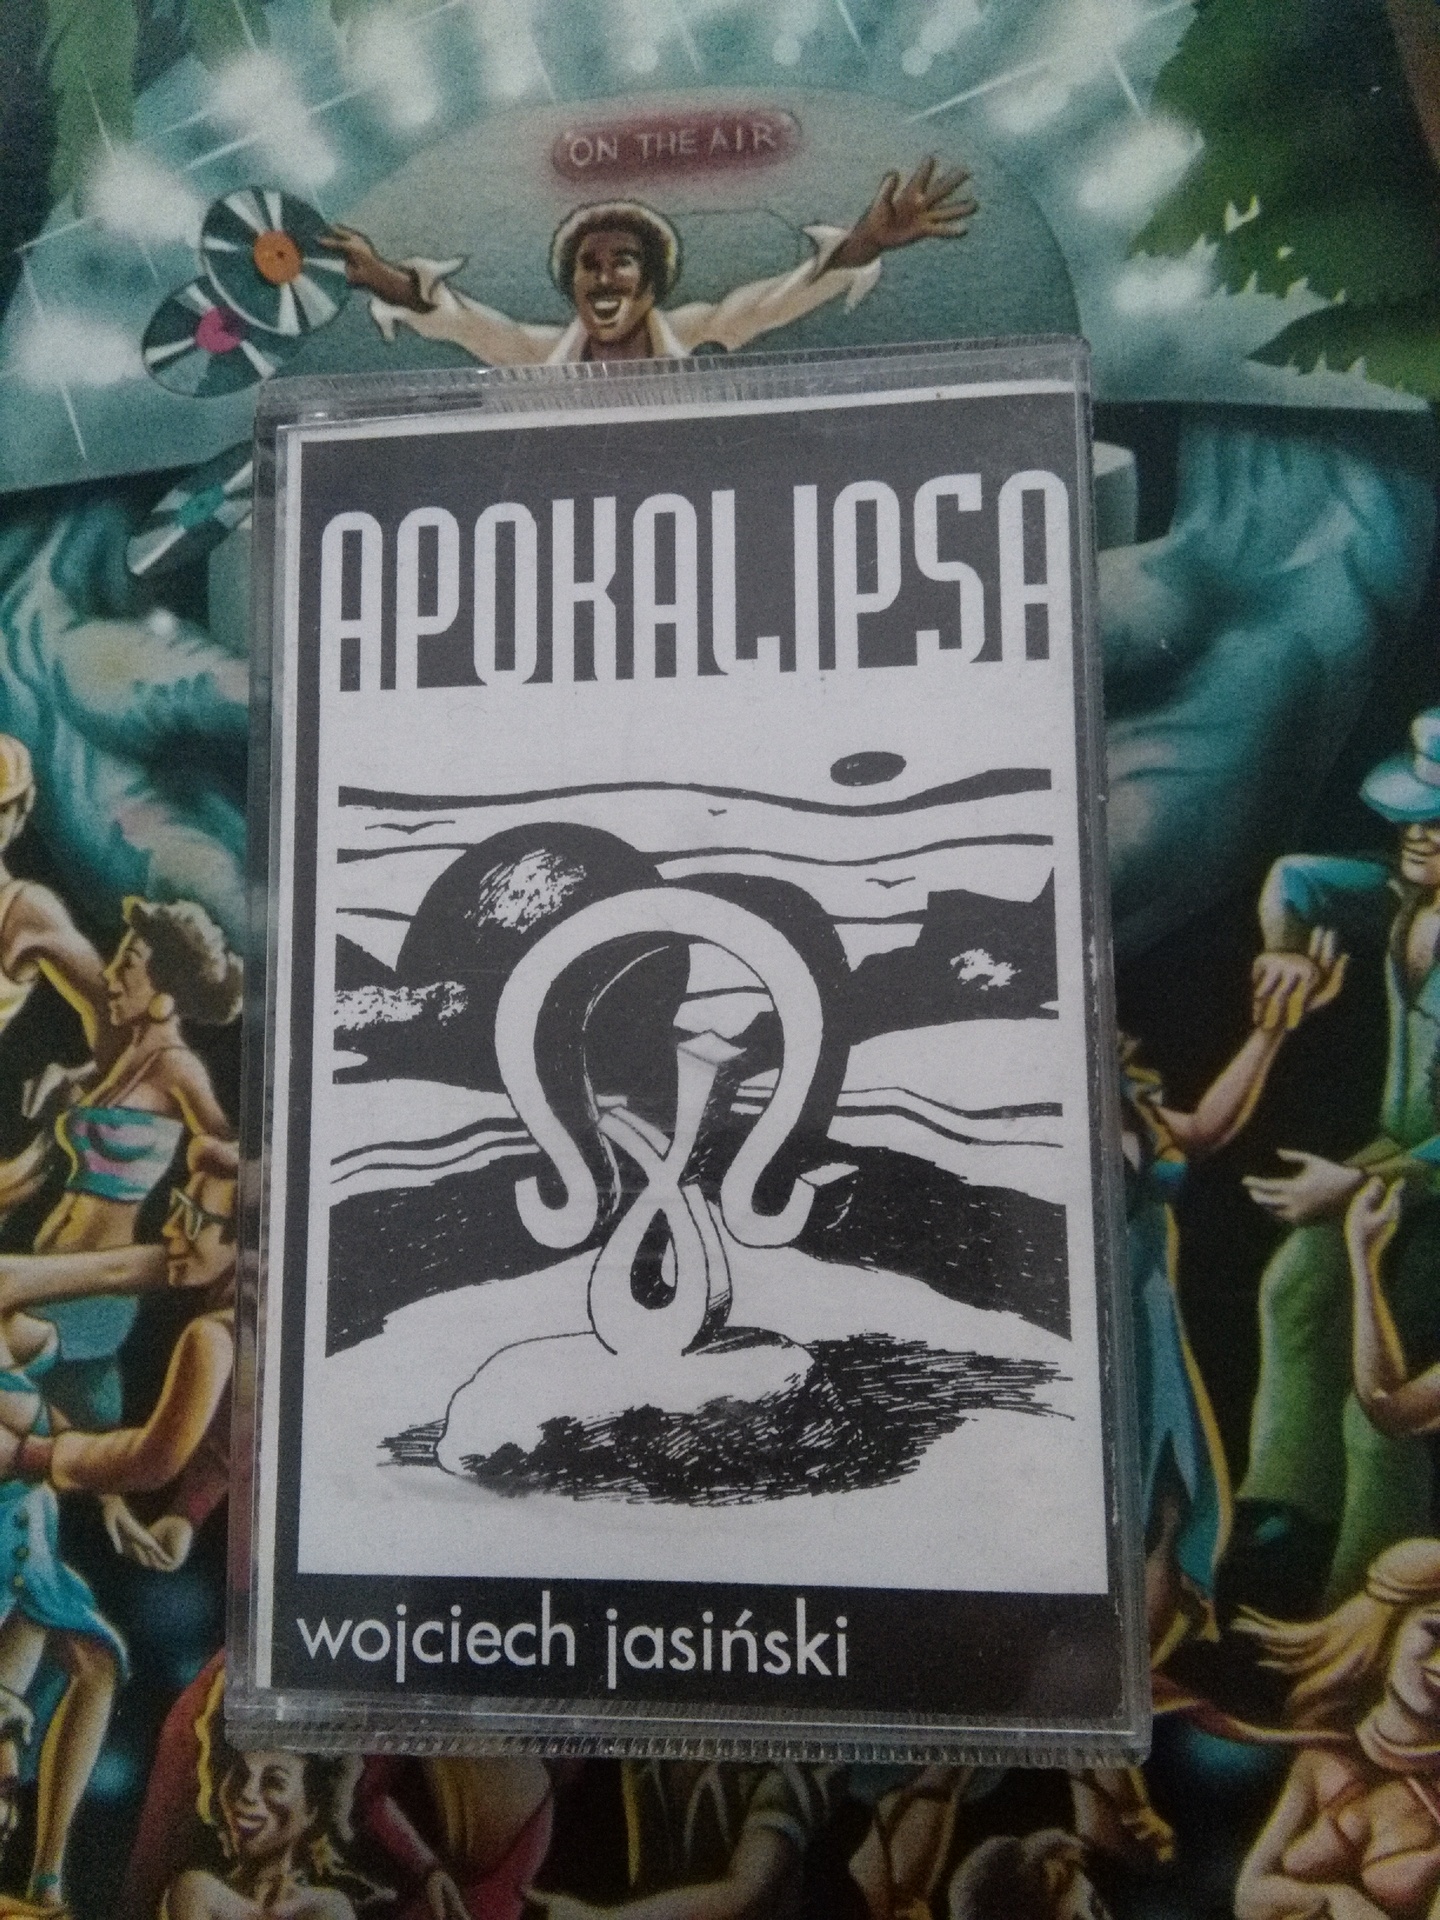 ON THE AIR
APOKALIPSA
wojciech jasiński